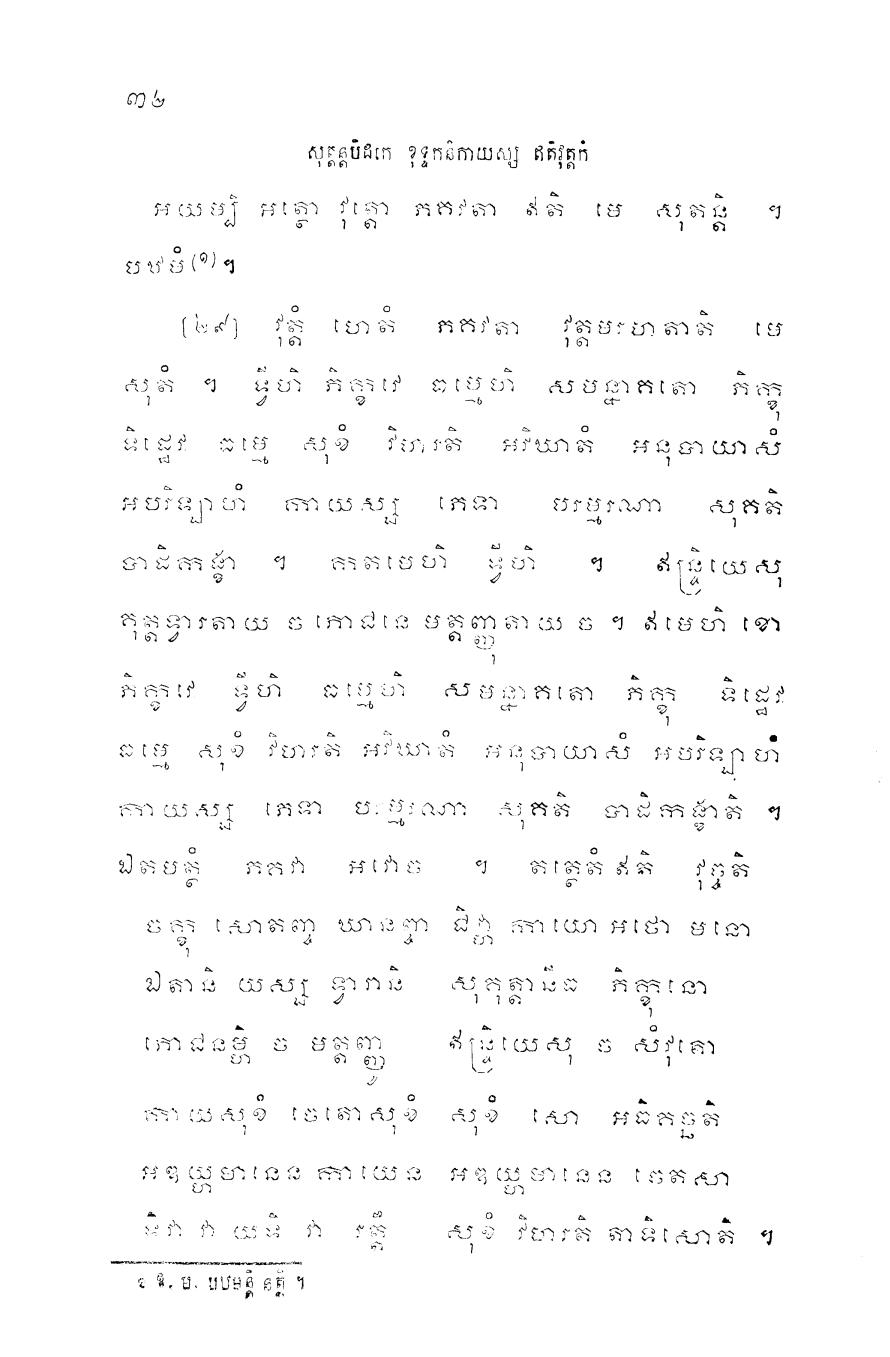 ៣៤
សុត្តន្តបិដកេ ខុទ្ទកនិកាយស្ស ឥតិវុត្តកំ
អយម្បិ អត្ថោ វុត្តោ ភគវតា ឥតិ មេ សុតន្តិ ។
បឋមំ (១) ។
[២៩] វុត្តំ ហេតំ ភគវតា វុត្តមរហតាតិ មេ
សុតំ ។ ទ្វីហិ ភិក្ខវេ ធម្មេហិ សមន្នាគតោ ភិក្ខុ
ទិដ្ឋេវ ធម្មេ សុខំ វិហរតិ អវិឃាតំ អនុបាយាសំ
អបរិឡាហំ កាយស្ស ភេទា បរម្មរណា សុគតិ
បាដិកង្ខា ។ កតមេហិ ទ្វីហិ ។ ឥន្ទ្រិយេសុ
គុត្តទ្វារតាយ ច ភោជនេ មត្តញ្ញុតាយ ច ។ ឥមេហិ ខោ
ភិក្ខវេ ទ្វីហិ ធម្មេហិ សមន្នាគតោ ភិក្ខុ ទិដ្ឋេវ
ធម្មេ សុខំ វិហរតិ អវិឃាតំ អនុបាយាសំ អបរិឡាហំ
កាយស្ស ភេទា បរម្មរណា សុគតិ បាដិកង្ខាតិ ។
ឯតមត្ថំ ភគវា អវោច ។ តត្ថេតំ ឥតិ វុច្ចតិ
ចក្ខុ សោតញ្ច ឃានញ្ច ជិវ្ហា កាយោ អថោ មនោ
ឯតានិ យស្ស ទ្វារានិ សុគុត្តានីធ ភិក្ខុនោ
ភោជនម្ហិ ច មត្តញ្ញូ ឥន្ទ្រិយេសុ ច សំវុតោ
កាយសុខំ ចេតោសុខំ សុខំ សោ អធិគច្ឆតិ
អឌយ្ហមានេន កាយេន អឌយ្ហមានេន ចេតសា
ទិវា វា យទិ វា រត្តឹ សុខំ វិហរតិ តាទិសោតិ ។
១ ឱ. ម. បឋមន្តិ នត្ថិ ។